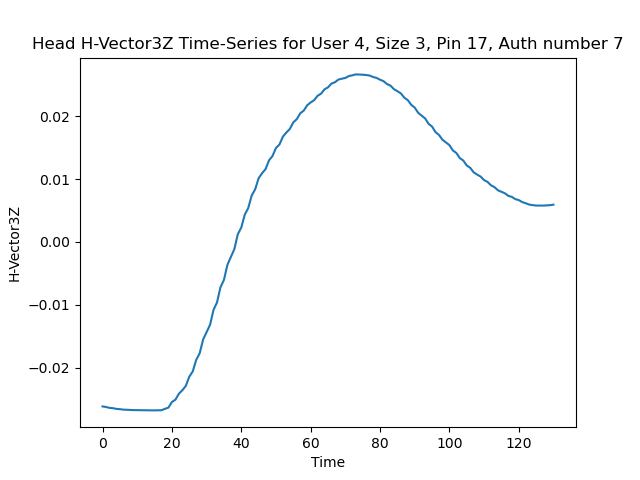 Head H-Vector3Z Time-Series for User 4, Size 3, Pin 17, Auth number 7
H-Vector3Z
0.02
0.01
0.00
−0.01
−0.02
0 20 40 60 80 100 120
Time